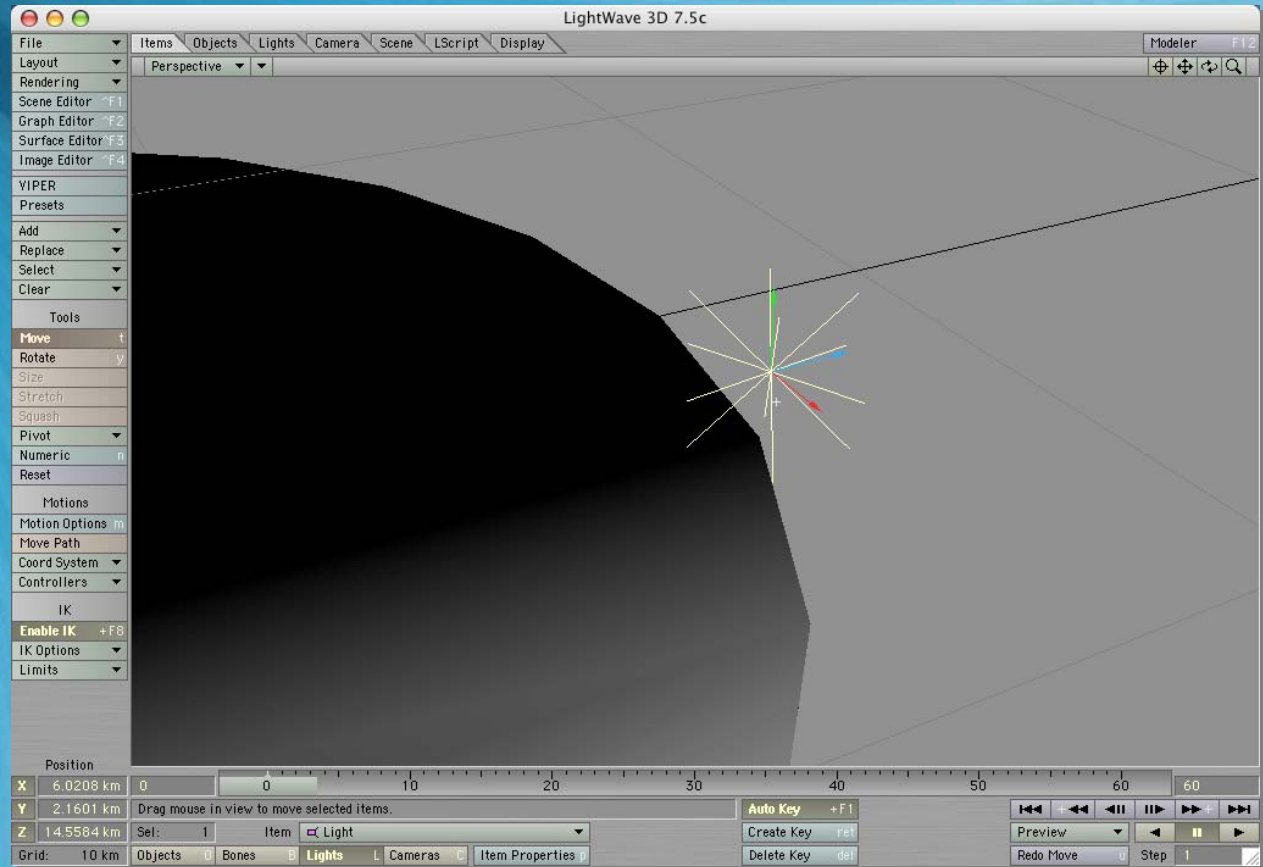 LightWave 3D 7.5c
File
Items Objects Lights Camera Scene LScript Display
Modeler F12
Layout
Perspective
Rendering
Scene Editor ^F1
Graph Editor ^F2
Surface Editor ^F3
Image Editor ^F4
VIPER
Presets
Add
Replace
Select
Clear
Tools
Move t
Rotate y
Size
Stretch
Squash
Pivot
Numeric n
Reset
Motions
Motion Options m
Move Path
Coord System
Controllers
IK
Enable IK +F8
IK Options
Limits
Position
X 6.0208 km 0 0 10 20 30 40 50 60 60
Y 2.1601 km Drag mouse in view to move selected items. Auto Key +F1
Z 14.5584 km Sel: 1 Item Light Create Key ret Preview
Grid: 10 km Objects O Bones B Lights L Cameras C Item Properties p Delete Key del Redo Move u Step 1